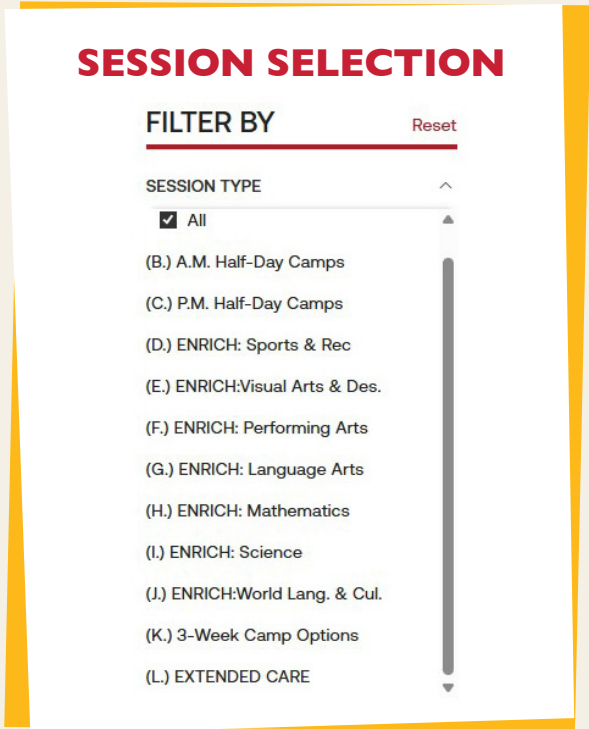 SESSION SELECTION
FILTER BY
Reset
SESSION TYPE
All
(B.) A.M. Half-Day Camps
(C.) P.M. Half-Day Camps
(D.) ENRICH: Sports & Rec
(E.) ENRICH:Visual Arts & Des.
(F.) ENRICH: Performing Arts
(G.) ENRICH: Language Arts
(H.) ENRICH: Mathematics
(I.) ENRICH: Science
(J.) ENRICH:World Lang. & Cul.
(K.) 3-Week Camp Options
(L.) EXTENDED CARE